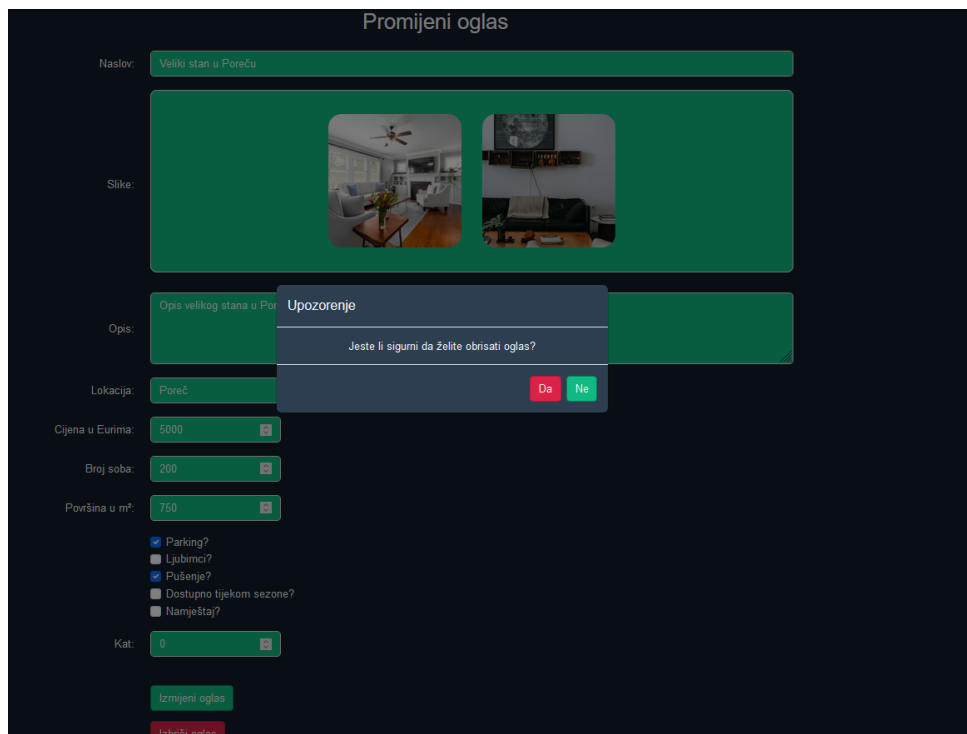 Promijeni oglas
Naslov:
Veliki stan u Poreču
Slike:
Opis:
Opis velikog stana u Por
Upozorenje
Jeste li sigurni da želite obrisati oglas?
Da
Ne
Lokacija:
Poreč
Cijena u Eurima:
5000
Broj soba:
200
Površina u m²:
750
Parking?
Ljubimci?
Pušenje?
Dostupno tijekom sezone?
Namještaj?
Kat:
0
Izmijeni oglas
Izbriši oglas